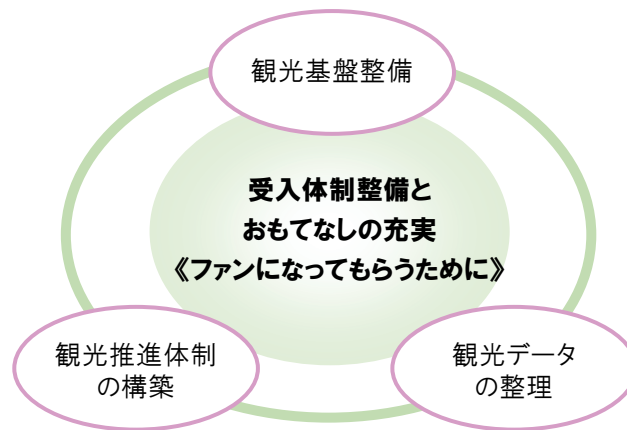 観光基盤整備
受入体制整備と
おもてなしの充実
《ファンになってもらうために》
観光推進体制
の構築
観光データ
の整理